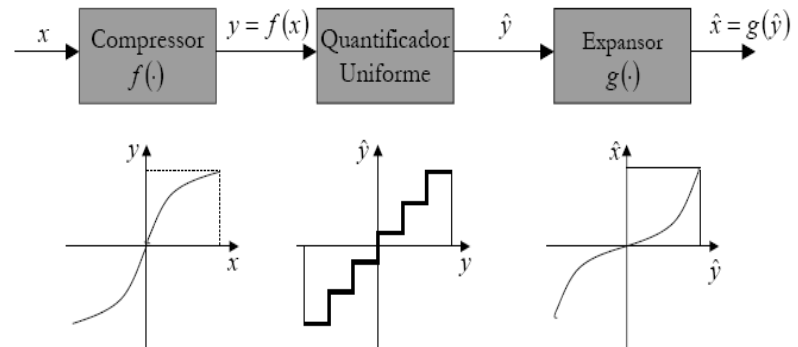 x
Compressor
f(·)
y = f(x)
Quantificador
Uniforme
ŷ
Expansor
g(·)
x̂ = g(ŷ)
y
x
ŷ
y
x̂
ŷ